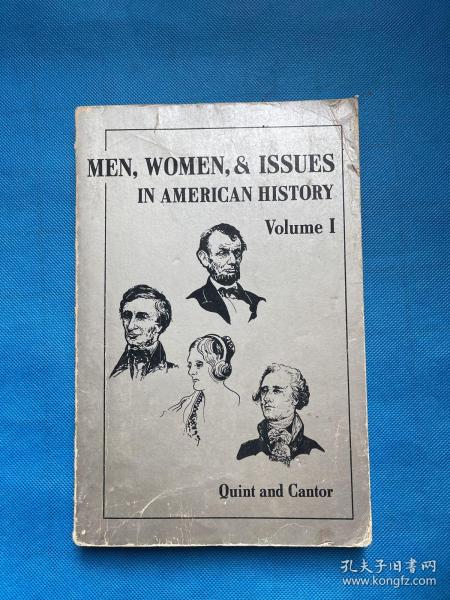 MEN, WOMEN, & ISSUES
IN AMERICAN HISTORY
Volume I
Quint and Cantor
孔夫子旧书网
www.kongfz.com